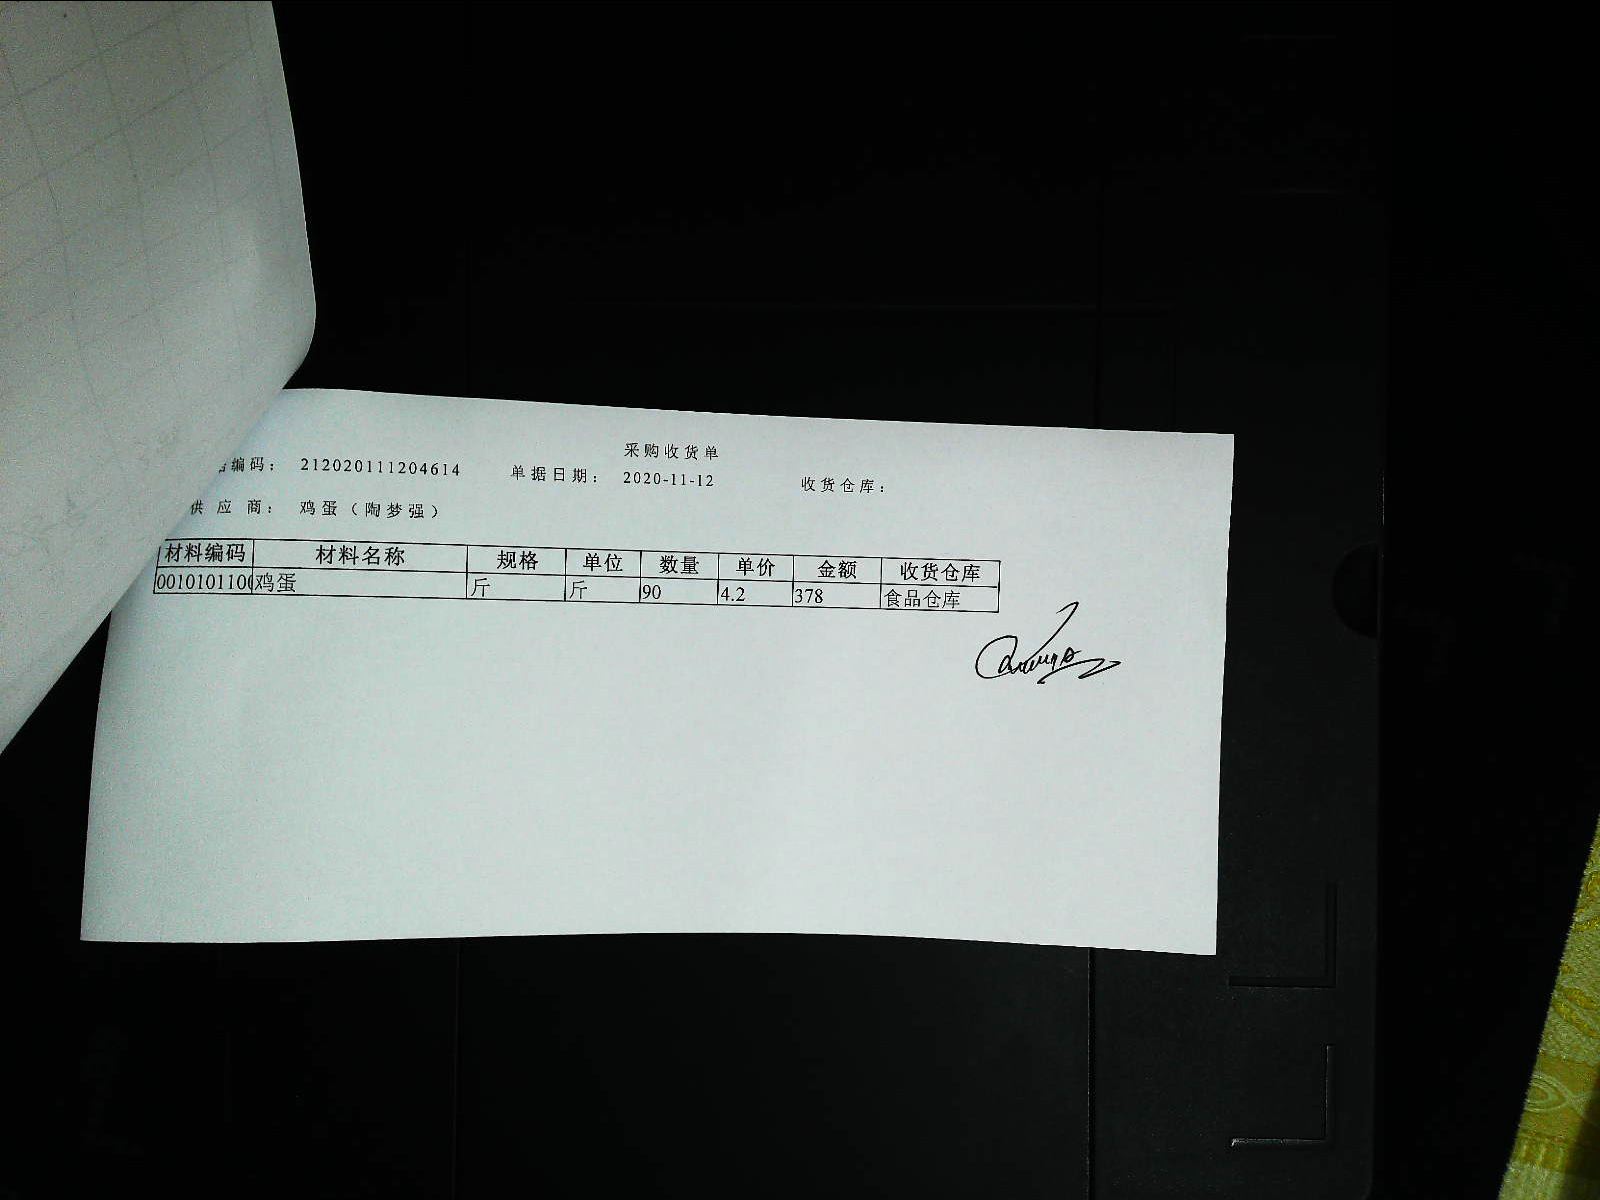 采购收货单
编码： 212020111204614 单据日期： 2020-11-12 收货仓库：
供应商： 鸡蛋（陶梦强）
材料编码 材料名称 规格 单位 数量 单价 金额 收货仓库
0010101100 鸡蛋 斤 斤 90 4.2 378 食品仓库